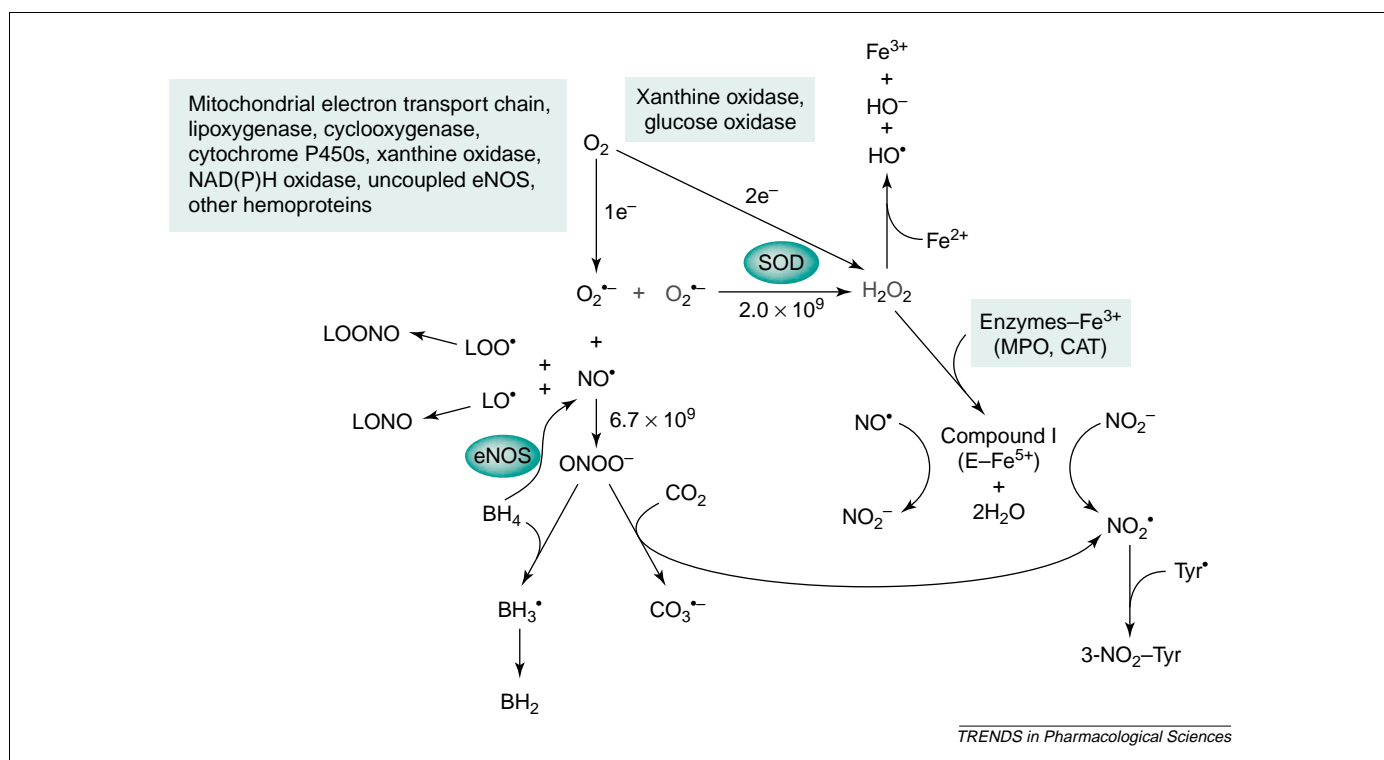 Mitochondrial electron transport chain,
lipoxygenase, cyclooxygenase,
cytochrome P450s, xanthine oxidase,
NAD(P)H oxidase, uncoupled eNOS,
other hemoproteins
Xanthine oxidase,
glucose oxidase
Fe³⁺
+
HO⁻
+
HO•
O₂
2e⁻
1e⁻
Fe²⁺
SOD
O₂•⁻ + O₂•⁻
2.0 × 10⁹
H₂O₂
Enzymes–Fe³⁺
(MPO, CAT)
LOONO
LOO•
+
+
+
NO•
LO•
LONO
6.7 × 10⁹
eNOS
ONOO⁻
NO•
Compound I
(E–Fe⁵⁺)
+
2H₂O
NO₂⁻
BH₄
CO₂
NO₂⁻
NO₂•
Tyr•
BH₃•
CO₃•⁻
3-NO₂–Tyr
BH₂
TRENDS in Pharmacological Sciences